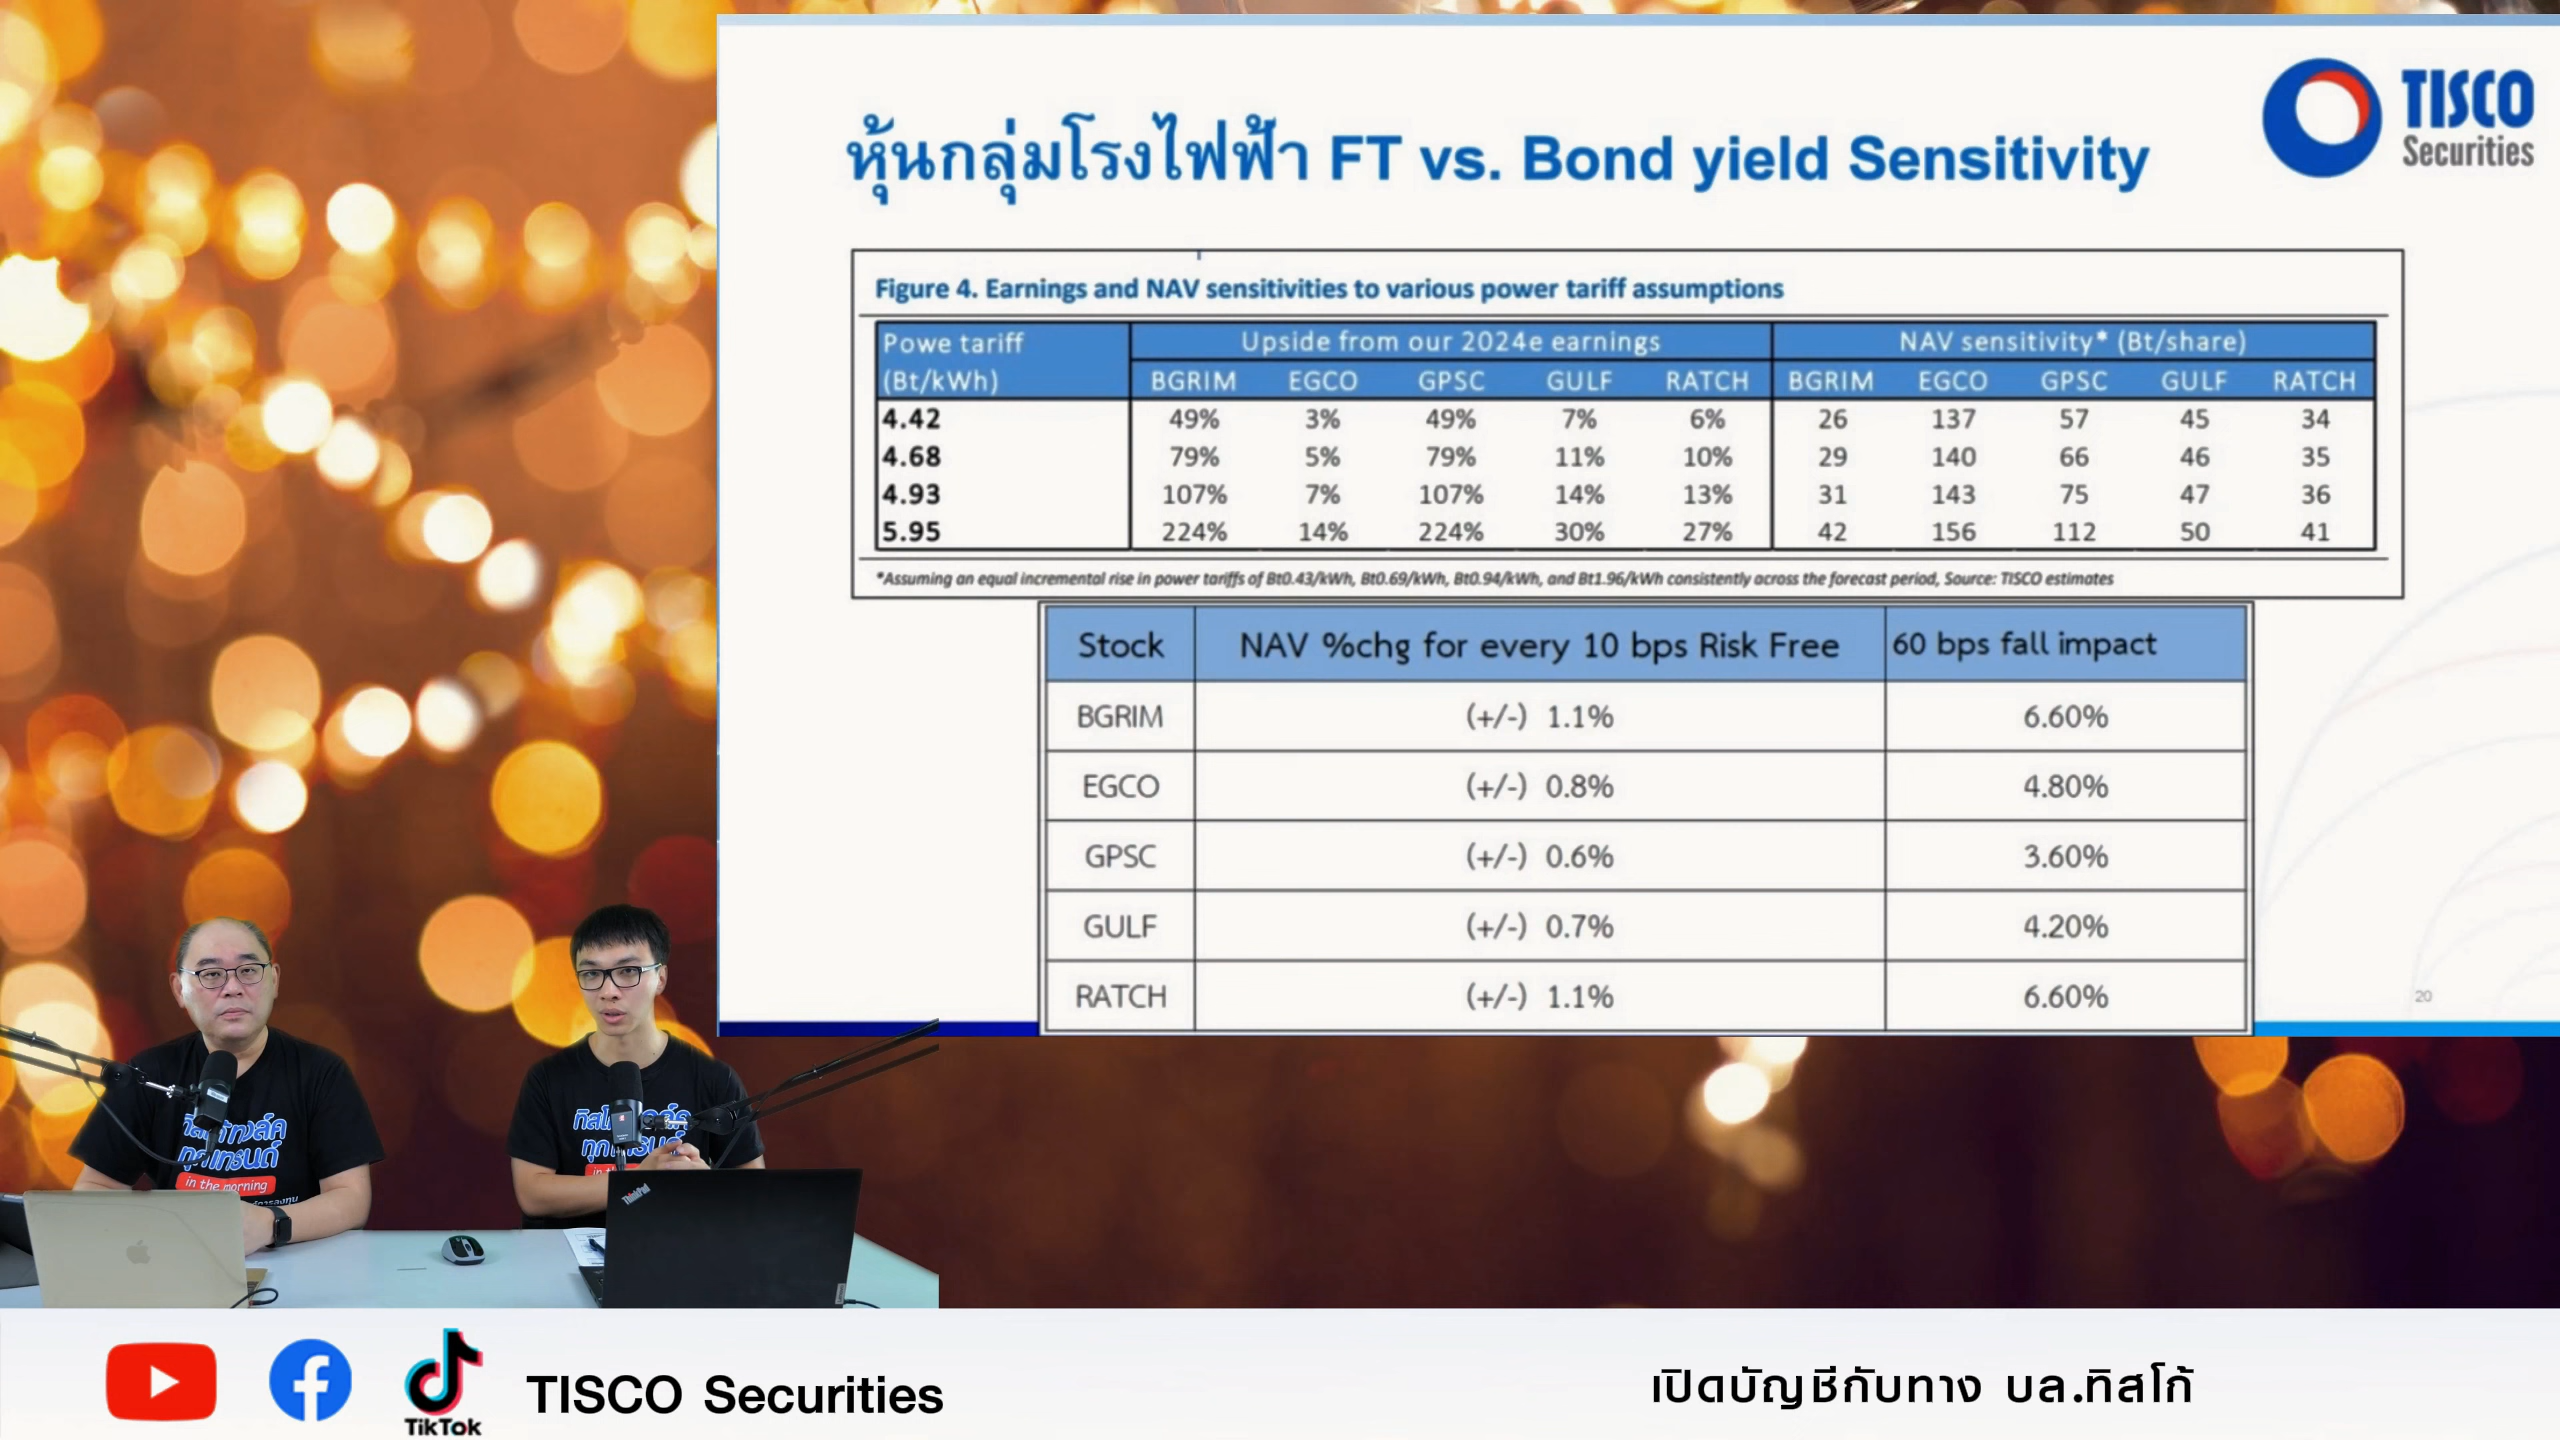 หุ้นกลุ่มโรงไฟฟ้า FT vs. Bond yield Sensitivity
TISCO
Securities
Figure 4. Earnings and NAV sensitivities to various power tariff assumptions
Powe tariff (Bt/kWh) Upside from our 2024e earnings NAV sensitivity* (Bt/share)
BGRIM EGCO GPSC GULF RATCH BGRIM EGCO GPSC GULF RATCH
4.42 49% 3% 49% 7% 6% 26 137 57 45 34
4.68 79% 5% 79% 11% 10% 29 140 66 46 35
4.93 107% 7% 107% 14% 13% 31 143 75 47 36
5.95 224% 14% 224% 30% 27% 42 156 112 50 41
*Assuming an equal incremental rise in power tariffs of Bt0.43/kWh, Bt0.69/kWh, Bt0.94/kWh, and Bt1.96/kWh consistently across the forecast period, Source: TISCO estimates
Stock NAV %chg for every 10 bps Risk Free 60 bps fall impact
BGRIM (+/-) 1.1% 6.60%
EGCO (+/-) 0.8% 4.80%
GPSC (+/-) 0.6% 3.60%
GULF (+/-) 0.7% 4.20%
RATCH (+/-) 1.1% 6.60%
20
in the morning
ThinkPad
TikTok
TISCO Securities
เปิดบัญชีกับทาง บล.ทิสโก้